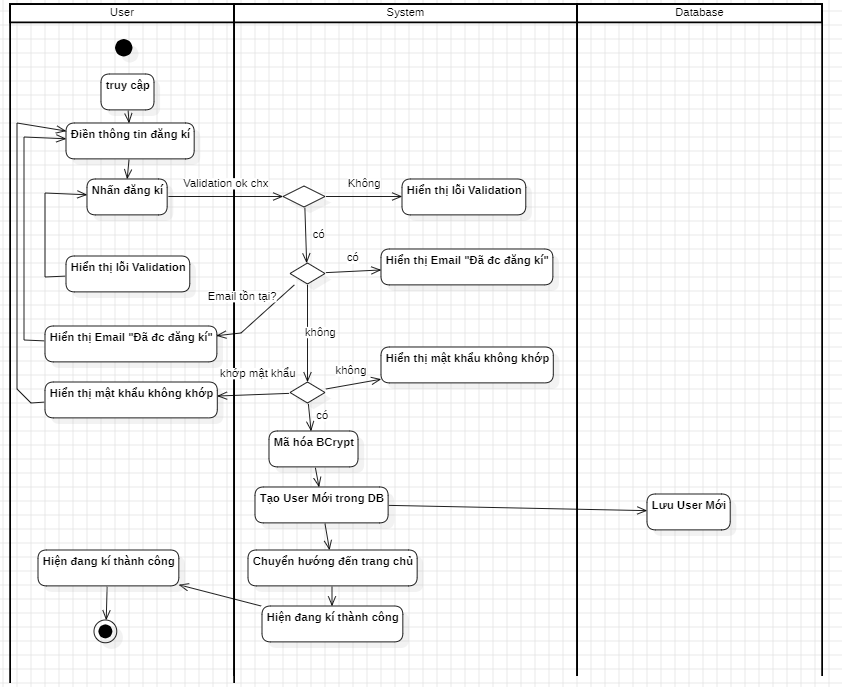 User
System
Database
truy cập
Điền thông tin đăng kí
Nhấn đăng kí
Validation ok chx
Không
Hiển thị lỗi Validation
có
Hiển thị lỗi Validation
có
Hiển thị Email "Đã đc đăng kí"
Email tồn tại?
Hiển thị Email "Đã đc đăng kí"
không
Hiển thị mật khẩu không khớp
khớp mật khẩu
không
Hiển thị mật khẩu không khớp
có
Mã hóa BCrypt
Tạo User Mới trong DB
Lưu User Mới
Hiện đang kí thành công
Chuyển hướng đến trang chủ
Hiện đang kí thành công